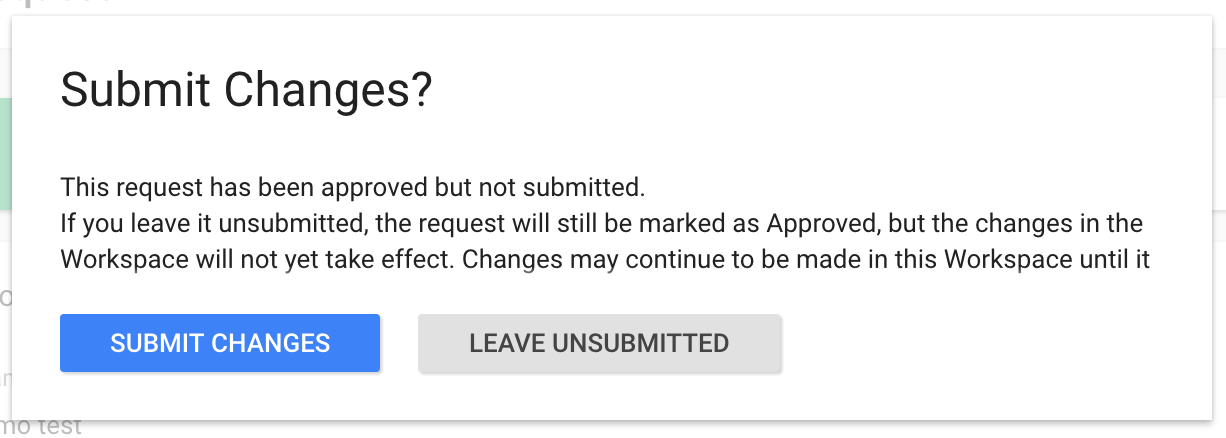 Submit Changes?
This request has been approved but not submitted.
If you leave it unsubmitted, the request will still be marked as Approved, but the changes in the
Workspace will not yet take effect. Changes may continue to be made in this Workspace until it
SUBMIT CHANGES LEAVE UNSUBMITTED
test